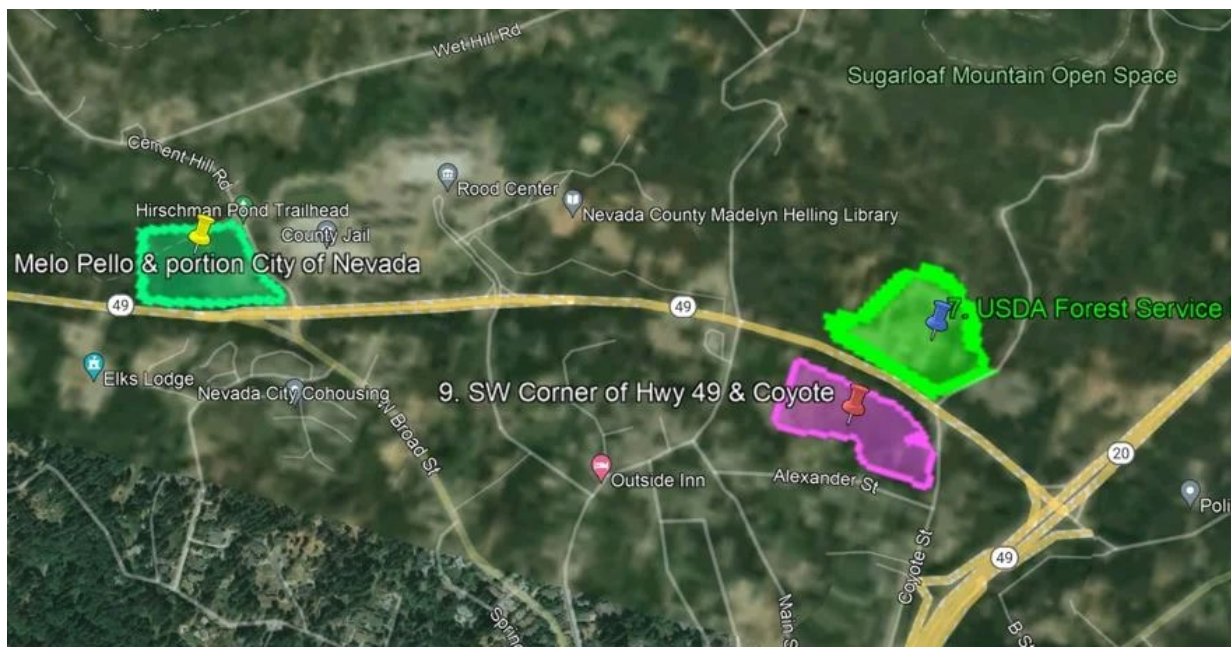 Wet Hill Rd
Sugarloaf Mountain Open Space
Cement Hill Rd
Rood Center
Hirschman Pond Trailhead
Nevada County Madelyn Helling Library
County Jail
Melo Pello & portion City of Nevada
49
49
7. USDA Forest Service
Elks Lodge
Nevada City Cohousing
9. SW Corner of Hwy 49 & Coyote
N Broad St
Outside Inn
Alexander St
20
Poli
49
Coyote St
Main S
Sprin
B St